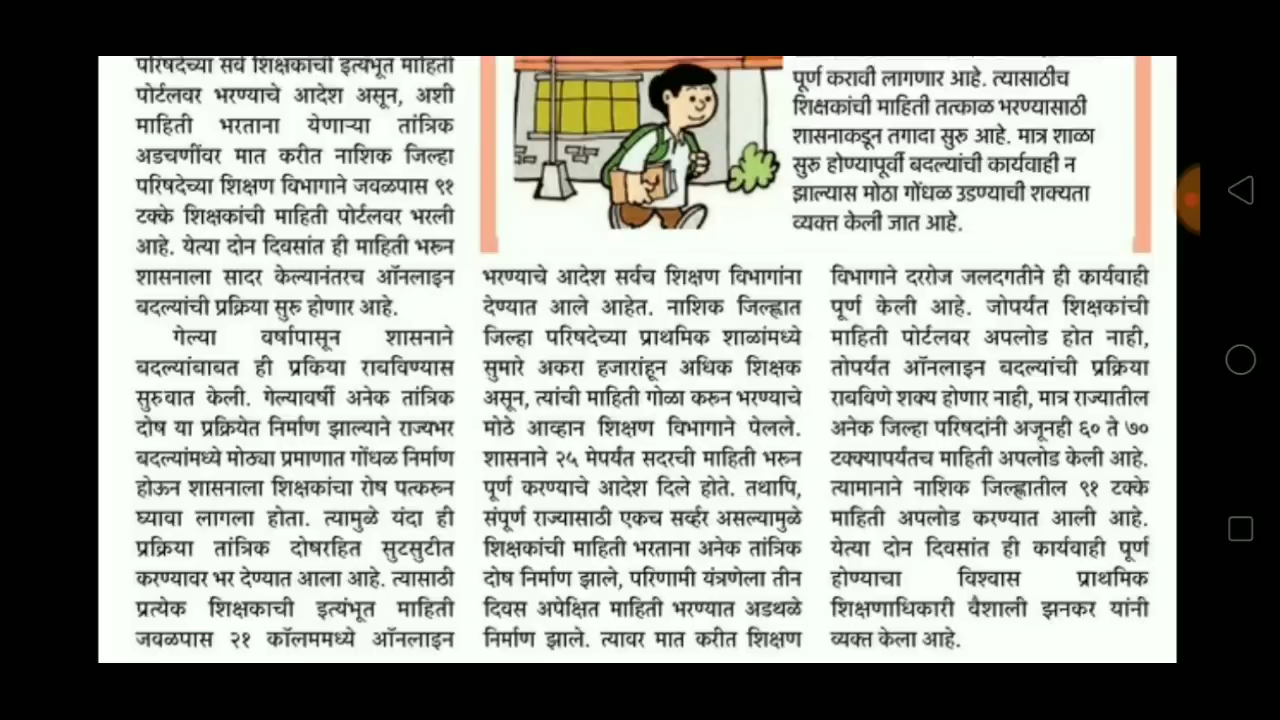 परिषदेच्या सर्व शिक्षकांची इत्यंभूत माहिती
पोर्टलवर भरण्याचे आदेश असून, अशी
माहिती भरताना येणाऱ्या तांत्रिक
अडचणींवर मात करीत नाशिक जिल्हा
परिषदेच्या शिक्षण विभागाने जवळपास ९१
टक्के शिक्षकांची माहिती पोर्टलवर भरली
आहे. येत्या दोन दिवसांत ही माहिती भरून
शासनाला सादर केल्यानंतरच ऑनलाइन
बदल्यांची प्रक्रिया सुरू होणार आहे.
गेल्या वर्षापासून शासनाने
बदल्यांबाबत ही प्रकिया राबविण्यास
सुरुवात केली. गेल्यावर्षी अनेक तांत्रिक
दोष या प्रक्रियेत निर्माण झाल्याने राज्यभर
बदल्यांमध्ये मोठ्या प्रमाणात गोंधळ निर्माण
होऊन शासनाला शिक्षकांचा रोष पत्करून
घ्यावा लागला होता. त्यामुळे यंदा ही
प्रक्रिया तांत्रिक दोषरहित सुटसुटीत
करण्यावर भर देण्यात आला आहे. त्यासाठी
प्रत्येक शिक्षकाची इत्यंभूत माहिती
जवळपास २१ कॉलममध्ये ऑनलाइन
पूर्ण करावी लागणार आहे. त्यासाठीच
शिक्षकांची माहिती तत्काळ भरण्यासाठी
शासनाकडून तगादा सुरू आहे. मात्र शाळा
सुरू होण्यापूर्वी बदल्यांची कार्यवाही न
झाल्यास मोठा गोंधळ उडण्याची शक्यता
व्यक्त केली जात आहे.
भरण्याचे आदेश सर्वच शिक्षण विभागांना
देण्यात आले आहेत. नाशिक जिल्ह्यात
जिल्हा परिषदेच्या प्राथमिक शाळांमध्ये
सुमारे अकरा हजारांहून अधिक शिक्षक
असून, त्यांची माहिती गोळा करून भरण्याचे
मोठे आव्हान शिक्षण विभागाने पेलले.
शासनाने २५ मेपर्यंत सदरची माहिती भरून
पूर्ण करण्याचे आदेश दिले होते. तथापि,
संपूर्ण राज्यासाठी एकच सर्व्हर असल्यामुळे
शिक्षकांची माहिती भरताना अनेक तांत्रिक
दोष निर्माण झाले, परिणामी यंत्रणेला तीन
दिवस अपेक्षित माहिती भरण्यात अडथळे
निर्माण झाले. त्यावर मात करीत शिक्षण
विभागाने दररोज जलदगतीने ही कार्यवाही
पूर्ण केली आहे. जोपर्यंत शिक्षकांची
माहिती पोर्टलवर अपलोड होत नाही,
तोपर्यंत ऑनलाइन बदल्यांची प्रक्रिया
राबविणे शक्य होणार नाही, मात्र राज्यातील
अनेक जिल्हा परिषदांनी अजूनही ६० ते ७०
टक्क्यापर्यंतच माहिती अपलोड केली आहे.
त्यामानाने नाशिक जिल्ह्यातील ९१ टक्के
माहिती अपलोड करण्यात आली आहे.
येत्या दोन दिवसांत ही कार्यवाही पूर्ण
होण्याचा विश्वास प्राथमिक
शिक्षणाधिकारी वैशाली झनकर यांनी
व्यक्त केला आहे.